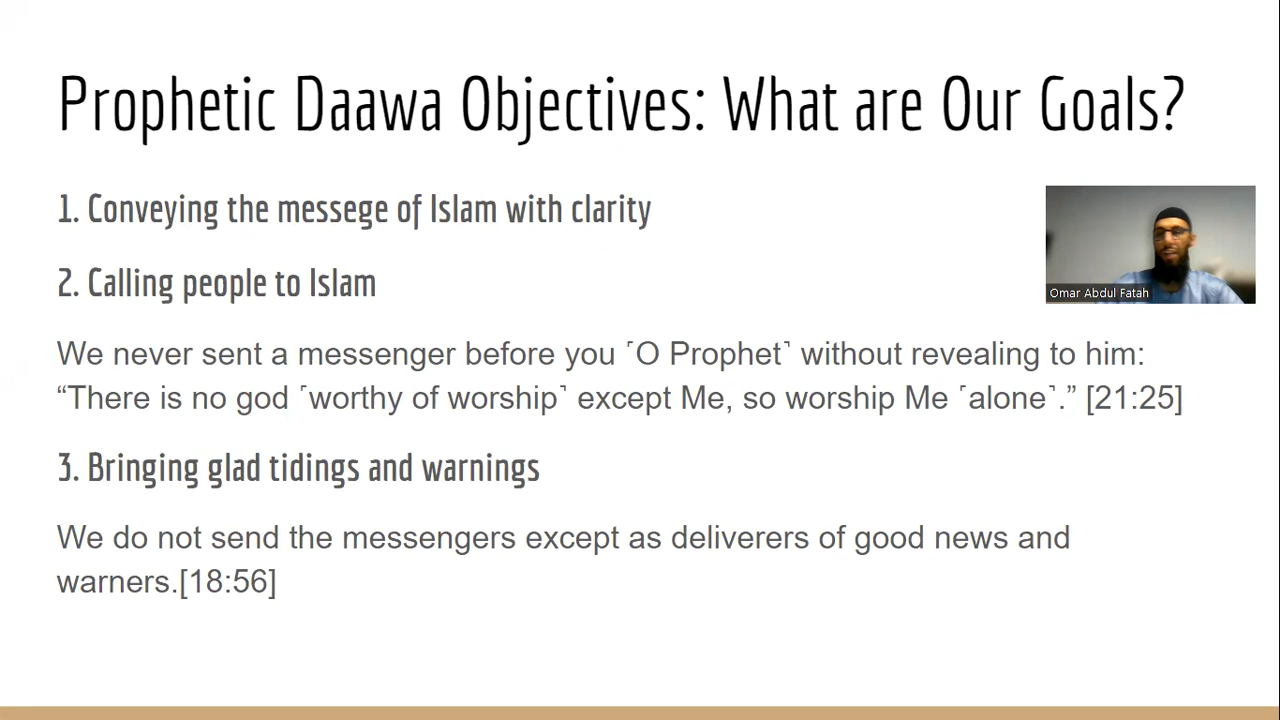 Prophetic Daawa Objectives: What are Our Goals?
1. Conveying the messege of Islam with clarity
2. Calling people to Islam
Omar Abdul Fatah
We never sent a messenger before you ˹O Prophet˺ without revealing to him:
“There is no god ˹worthy of worship˺ except Me, so worship Me ˹alone˺.” [21:25]
3. Bringing glad tidings and warnings
We do not send the messengers except as deliverers of good news and
warners.[18:56]